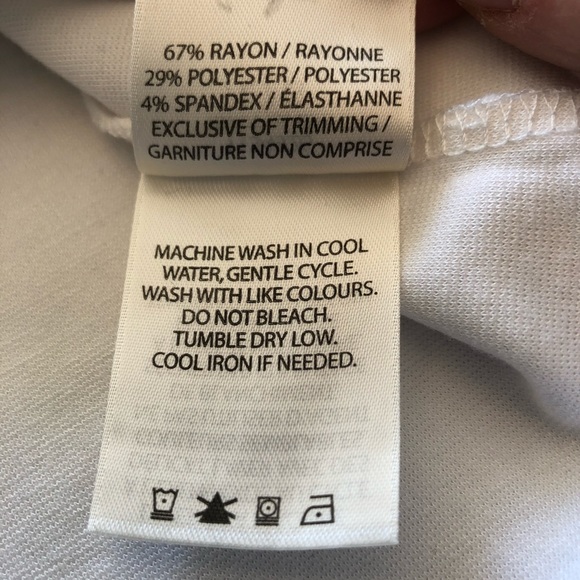 67% RAYON / RAYONNE
29% POLYESTER / POLYESTER
4% SPANDEX / ÉLASTHANNE
EXCLUSIVE OF TRIMMING /
GARNITURE NON COMPRISE
MACHINE WASH IN COOL
WATER, GENTLE CYCLE.
WASH WITH LIKE COLOURS.
DO NOT BLEACH.
TUMBLE DRY LOW.
COOL IRON IF NEEDED.